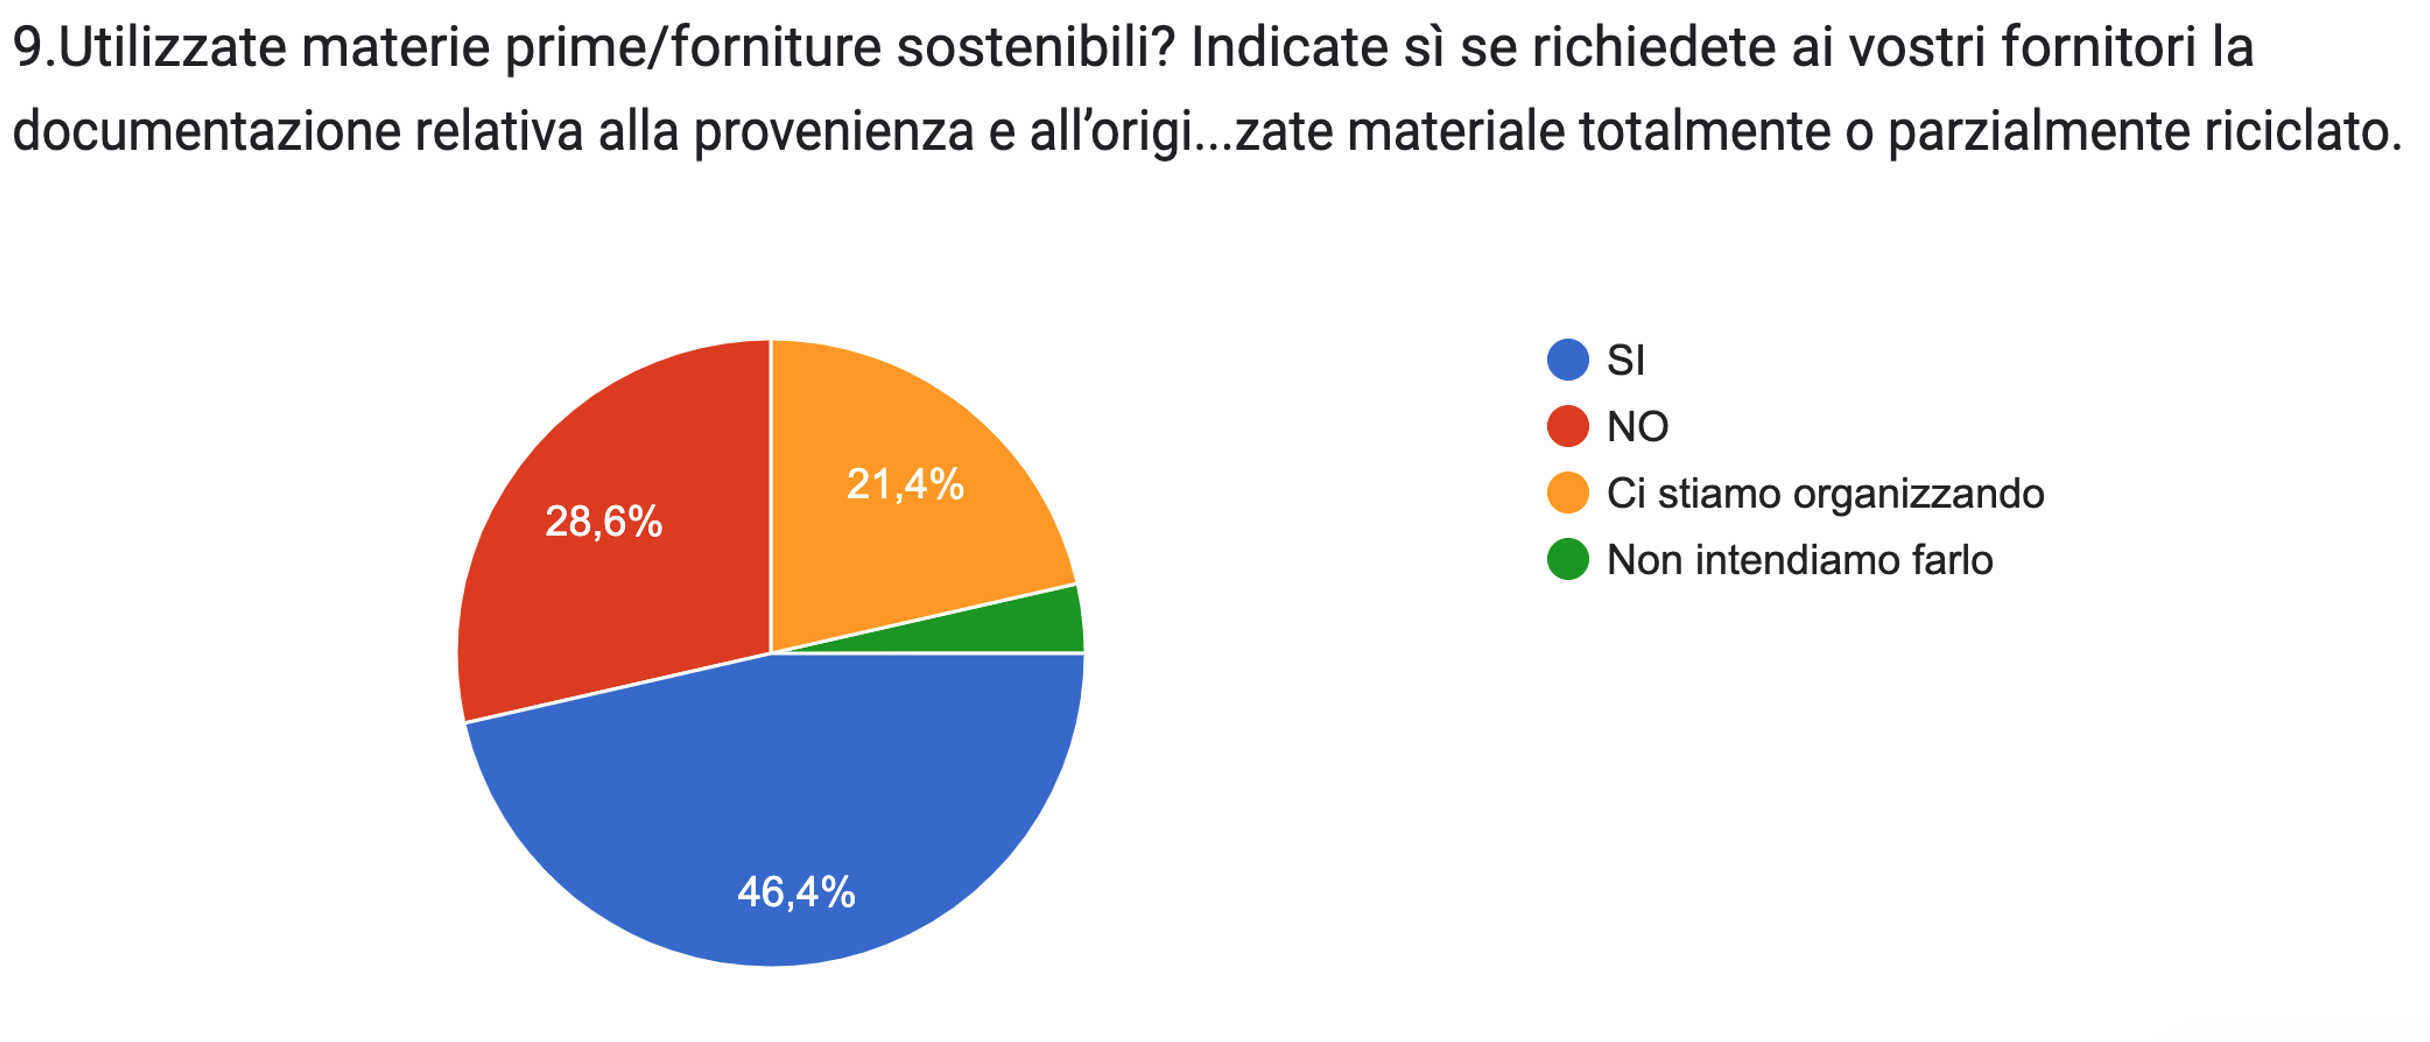 9.Utilizzate materie prime/forniture sostenibili? Indicate sì se richiedete ai vostri fornitori la
documentazione relativa alla provenienza e all’origi...zate materiale totalmente o parzialmente riciclato.
SI
NO
Ci stiamo organizzando
Non intendiamo farlo
21,4%
28,6%
46,4%